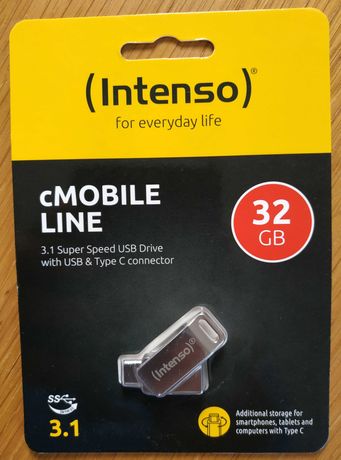 (Intenso)®
for everyday life
cMOBILE
LINE
3.1 Super Speed USB Drive
with USB & Type C connector
32
GB
(Intenso)®
SS
3.1
Additional storage for
smartphones, tablets and
computers with Type C